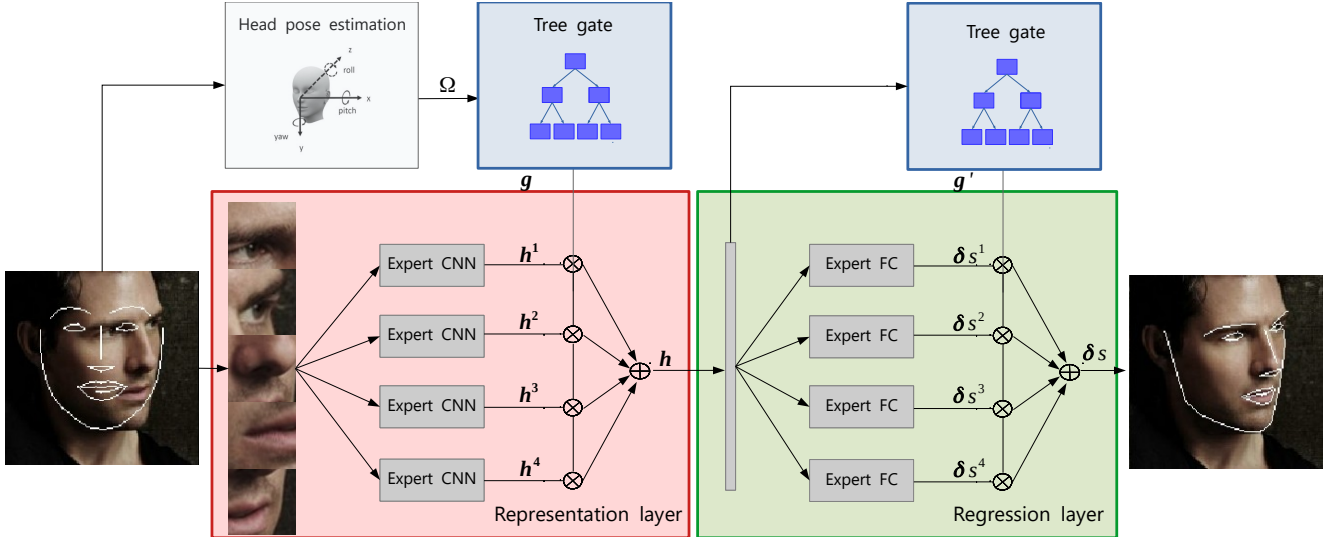 Head pose estimation
z
roll
x
pitch
yaw
y
Ω
Tree gate
Tree gate
g
g'
Expert CNN
h¹
Expert CNN
h²
Expert CNN
h³
Expert CNN
h⁴
h
Representation layer
Expert FC
δs¹
Expert FC
δs²
Expert FC
δs³
Expert FC
δs⁴
δs
Regression layer